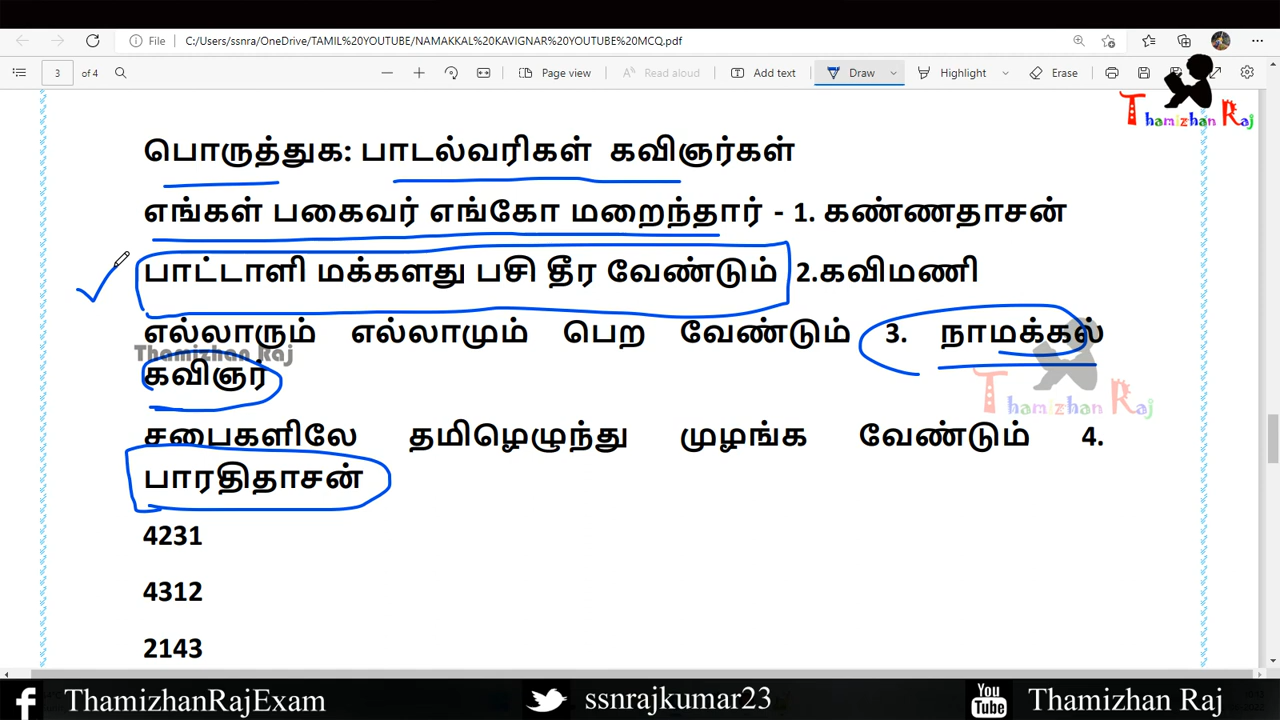 File C:/Users/ssnra/OneDrive/TAMIL%20YOUTUBE/NAMAKKAL%20KAVIGNAR%20YOUTUBE%20MCQ.pdf
3 of 4 Page view Read aloud Add text Draw Highlight Erase
Thamizhan Raj
பொருத்துக: பாடல்வரிகள் கவிஞர்கள்
எங்கள் பகைவர் எங்கோ மறைந்தார் - 1. கண்ணதாசன்
பாட்டாளி மக்களது பசி தீர வேண்டும் 2.கவிமணி
எல்லாரும் எல்லாமும் பெற வேண்டும் 3. நாமக்கல்
Thamizhan Raj
கவிஞர்
Thamizhan Raj
சபைகளிலே தமிழெழுந்து முழங்க வேண்டும் 4.
பாரதிதாசன்
4231
4312
2143
ThamizhanRajExam ssnrajkumar23 You Tube Thamizhan Raj